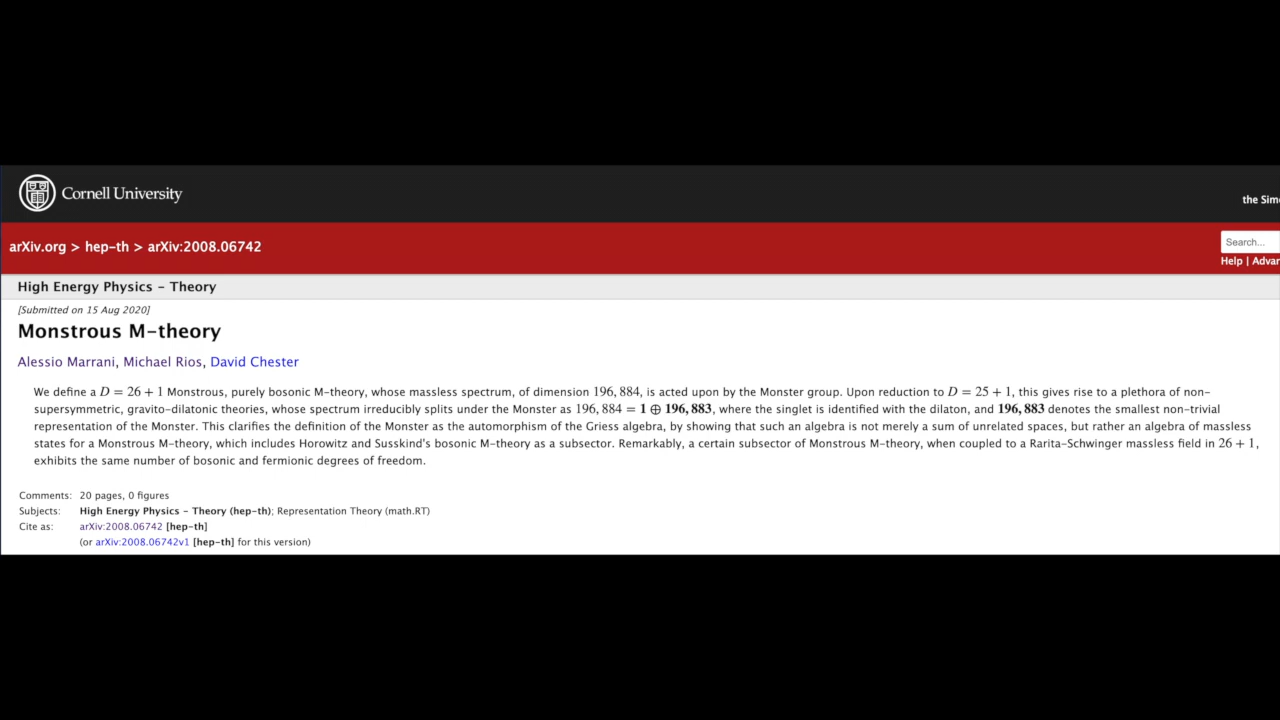 Cornell University
the Sim
arXiv.org > hep-th > arXiv:2008.06742
Search...
Help | Advan
High Energy Physics – Theory
[Submitted on 15 Aug 2020]
Monstrous M-theory
Alessio Marrani, Michael Rios, David Chester
We define a D = 26 + 1 Monstrous, purely bosonic M-theory, whose massless spectrum, of dimension 196, 884, is acted upon by the Monster group. Upon reduction to D = 25 + 1, this gives rise to a plethora of non-
supersymmetric, gravito-dilatonic theories, whose spectrum irreducibly splits under the Monster as 196, 884 = 1 ⊕ 196, 883, where the singlet is identified with the dilaton, and 196, 883 denotes the smallest non-trivial
representation of the Monster. This clarifies the definition of the Monster as the automorphism of the Griess algebra, by showing that such an algebra is not merely a sum of unrelated spaces, but rather an algebra of massless
states for a Monstrous M-theory, which includes Horowitz and Susskind's bosonic M-theory as a subsector. Remarkably, a certain subsector of Monstrous M-theory, when coupled to a Rarita-Schwinger massless field in 26 + 1,
exhibits the same number of bosonic and fermionic degrees of freedom.
Comments: 20 pages, 0 figures
Subjects: High Energy Physics – Theory (hep-th); Representation Theory (math.RT)
Cite as: arXiv:2008.06742 [hep-th]
(or arXiv:2008.06742v1 [hep-th] for this version)